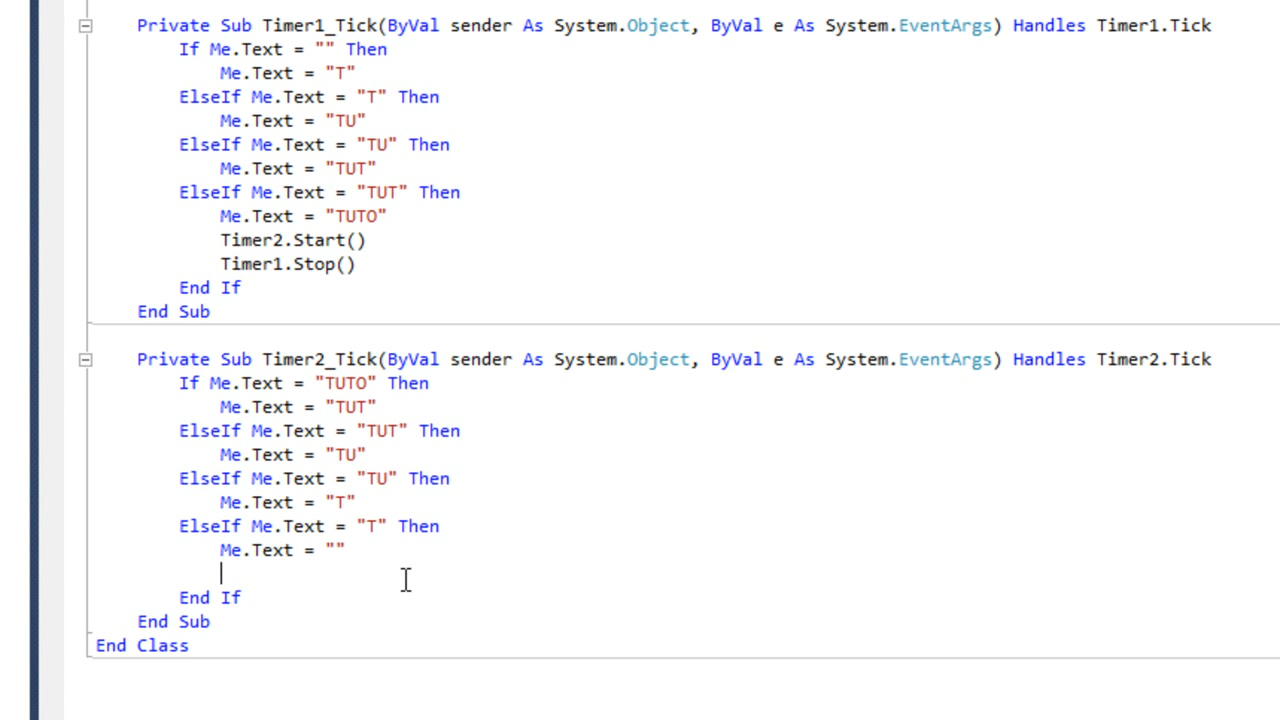 Private Sub Timer1_Tick(ByVal sender As System.Object, ByVal e As System.EventArgs) Handles Timer1.Tick
If Me.Text = "" Then
Me.Text = "T"
ElseIf Me.Text = "T" Then
Me.Text = "TU"
ElseIf Me.Text = "TU" Then
Me.Text = "TUT"
ElseIf Me.Text = "TUT" Then
Me.Text = "TUTO"
Timer2.Start()
Timer1.Stop()
End If
End Sub
Private Sub Timer2_Tick(ByVal sender As System.Object, ByVal e As System.EventArgs) Handles Timer2.Tick
If Me.Text = "TUTO" Then
Me.Text = "TUT"
ElseIf Me.Text = "TUT" Then
Me.Text = "TU"
ElseIf Me.Text = "TU" Then
Me.Text = "T"
ElseIf Me.Text = "T" Then
Me.Text = ""
End If
End Sub
End Class